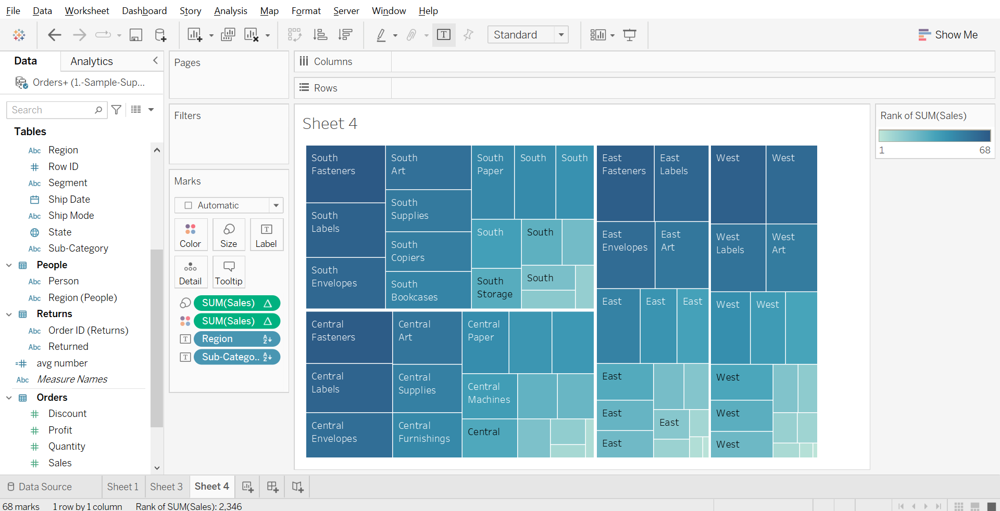 File Data Worksheet Dashboard Story Analysis Map Format Server Window Help
Standard
Show Me
Data Analytics
Orders+ (1.-Sample-Sup...
Search
Tables
Abc Region
Row ID
Abc Segment
Ship Date
Abc Ship Mode
State
Abc Sub-Category
People
Abc Person
Abc Region (People)
Returns
Abc Order ID (Returns)
Abc Returned
avg number
Abc Measure Names
Orders
Discount
Profit
Quantity
Sales
Pages
Filters
Marks
Automatic
Color Size Label
Detail Tooltip
SUM(Sales)
SUM(Sales)
Region
Sub-Catego..
Columns
Rows
Sheet 4
South
Fasteners
South
Labels
South
Envelopes
South
Art
South
Supplies
South
Copiers
South
Bookcases
South
Paper
South
South
South
South
South
Storage
South
Central
Fasteners
Central
Labels
Central
Envelopes
Central
Art
Central
Supplies
Central
Furnishings
Central
Paper
Central
Machines
Central
East
Fasteners
East
Labels
East
Envelopes
East
Art
East
East
East
East
East
East
East
West
West
West
Labels
West
Art
West
West
West
West
West
Rank of SUM(Sales)
1 68
Data Source Sheet 1 Sheet 3 Sheet 4
68 marks 1 row by 1 column Rank of SUM(Sales): 2,346